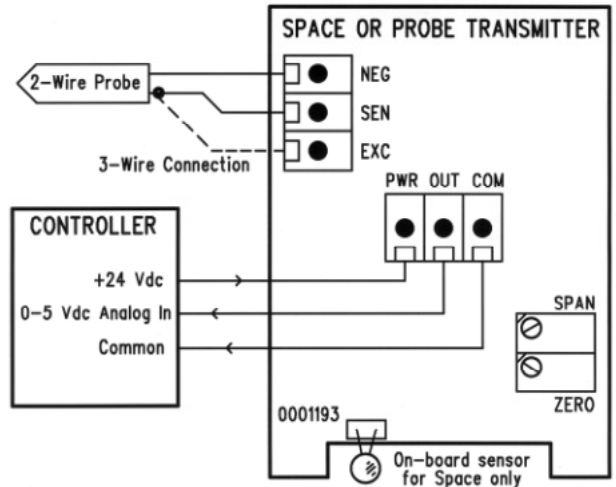 SPACE OR PROBE TRANSMITTER
2-Wire Probe
NEG
SEN
EXC
3-Wire Connection
PWR OUT COM
CONTROLLER
+24 Vdc
0-5 Vdc Analog In
Common
SPAN
ZERO
0001193
On-board sensor
for Space only